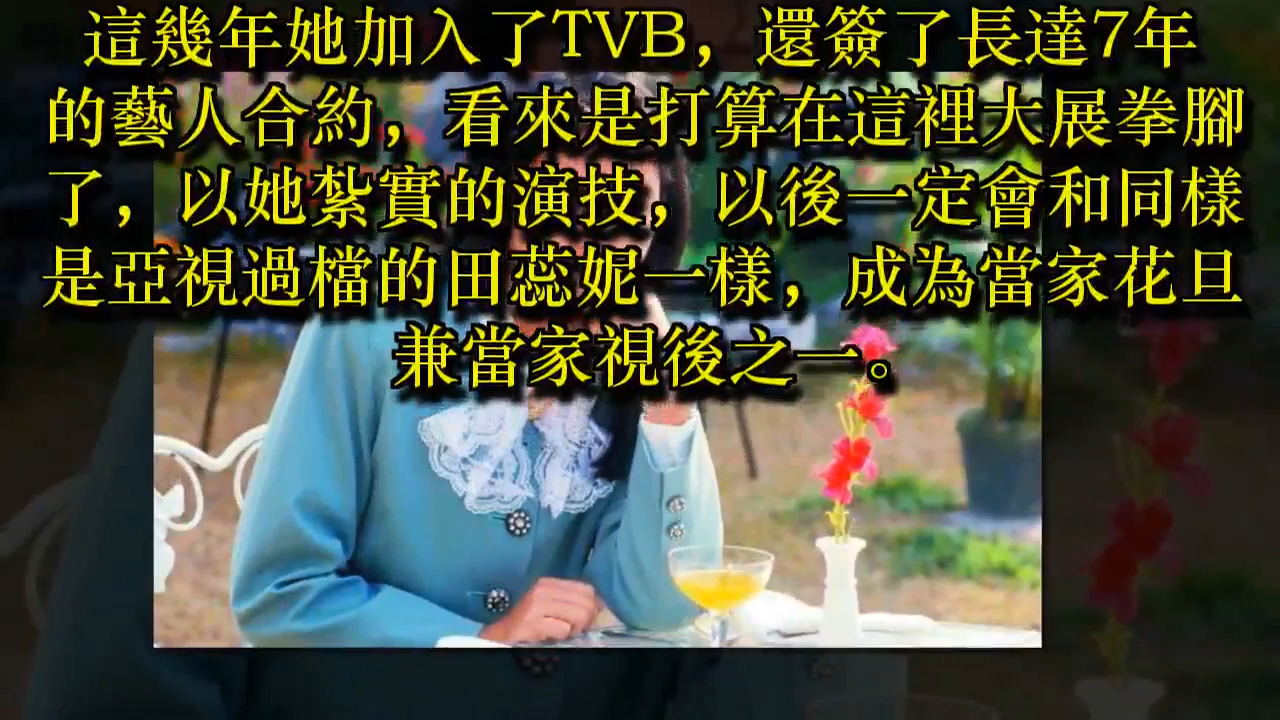 這幾年她加入了TVB，還簽了長達7年
的藝人合約，看來是打算在這裡大展拳腳
了，以她紮實的演技，以後一定會和同樣
是亞視過檔的田蕊妮一樣，成為當家花旦
兼當家視後之一。